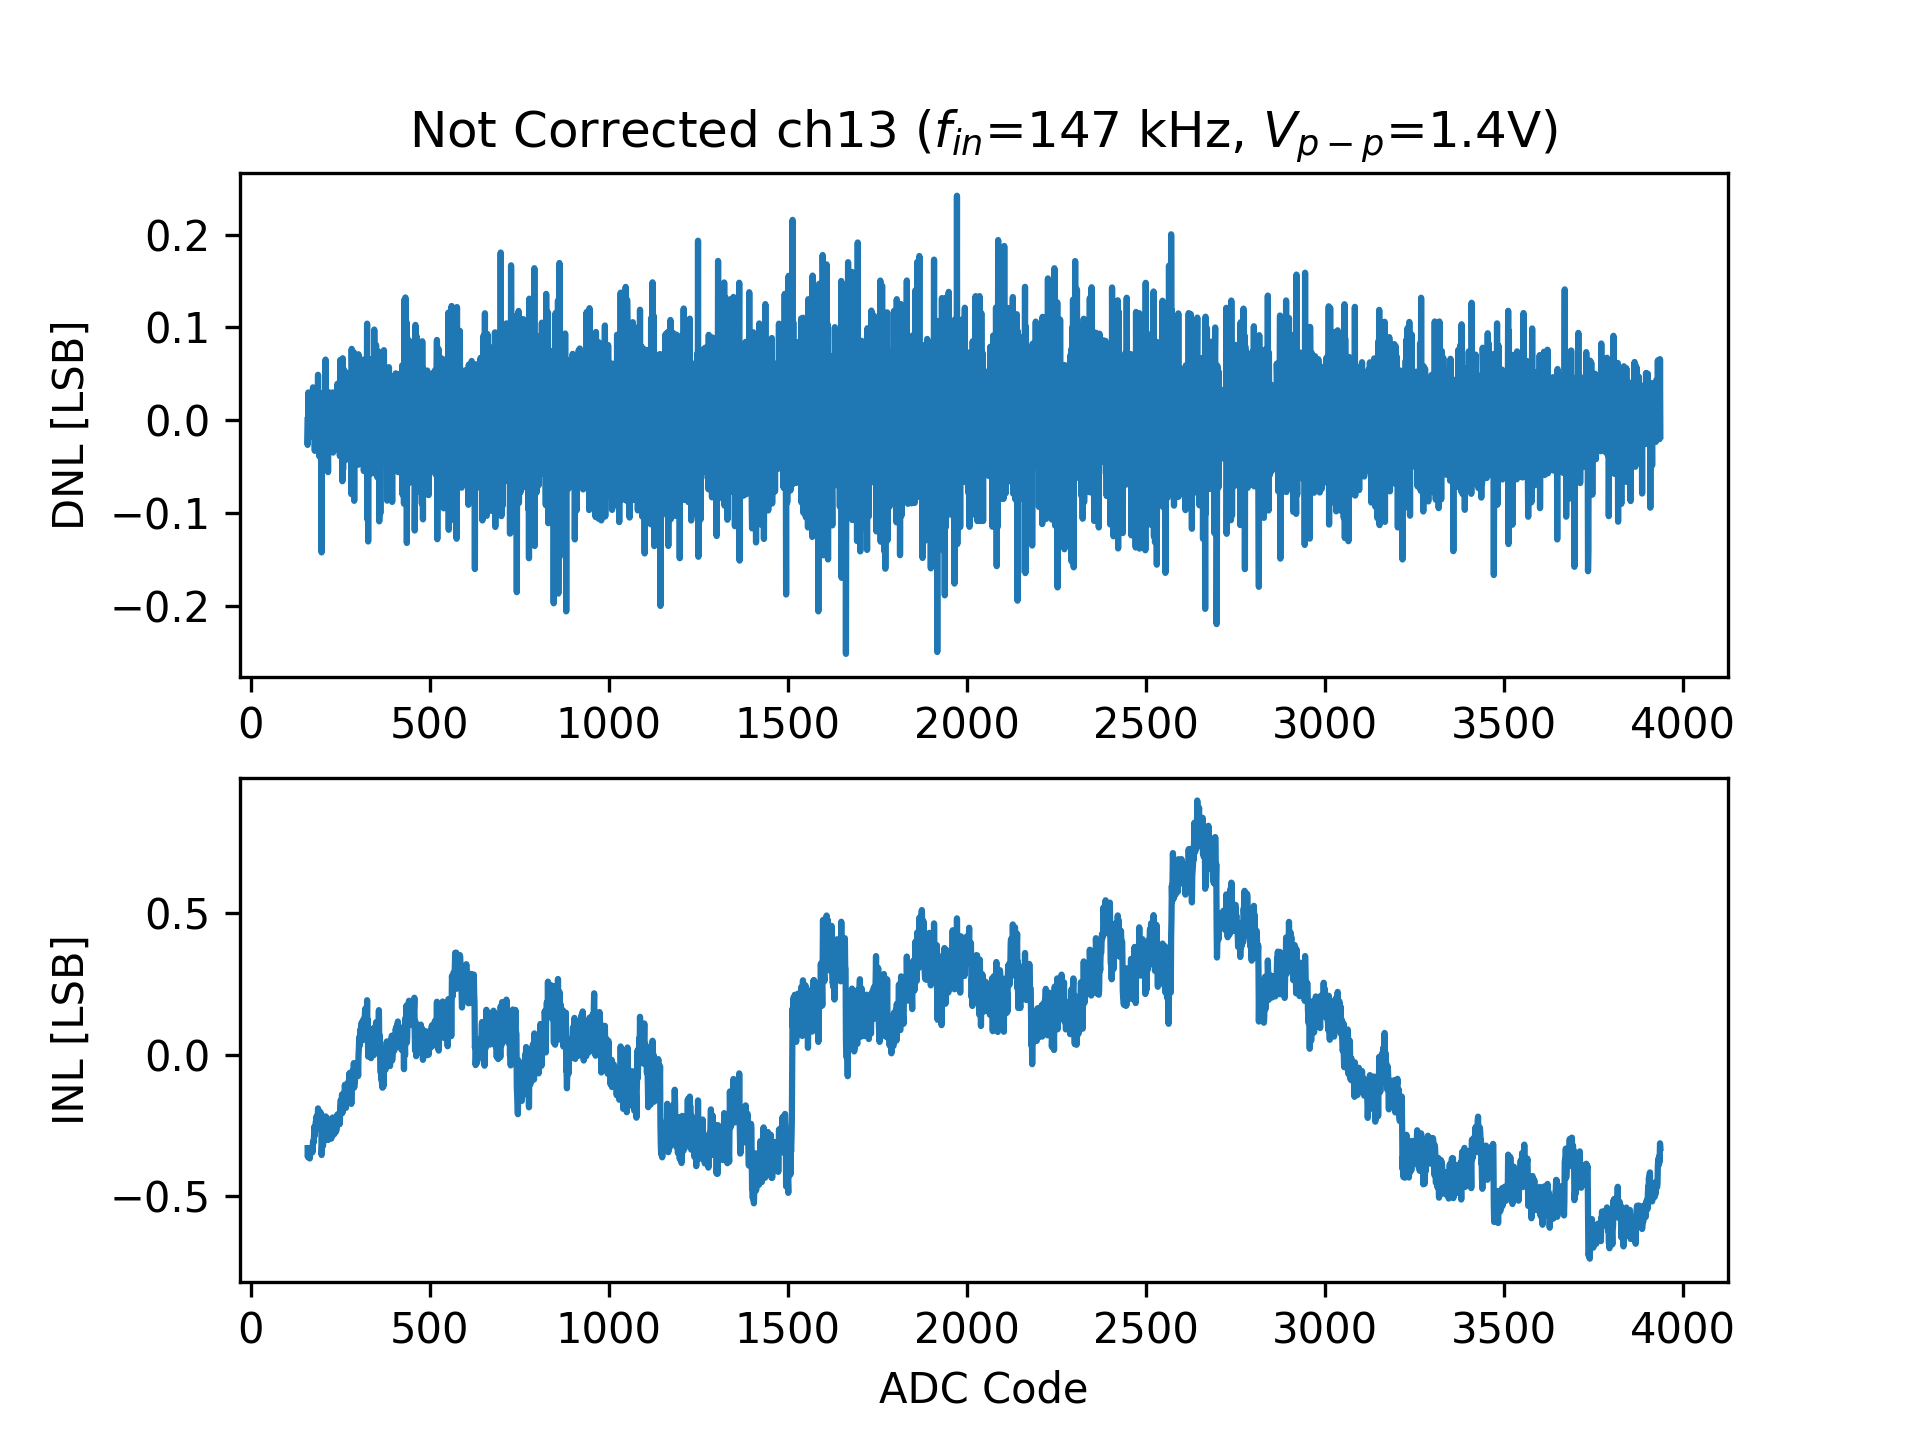 Not Corrected ch13 (f_in=147 kHz, V_p−p=1.4V)
DNL [LSB]
0.2
0.1
0.0
−0.1
−0.2
0 500 1000 1500 2000 2500 3000 3500 4000
INL [LSB]
0.5
0.0
−0.5
0 500 1000 1500 2000 2500 3000 3500 4000
ADC Code